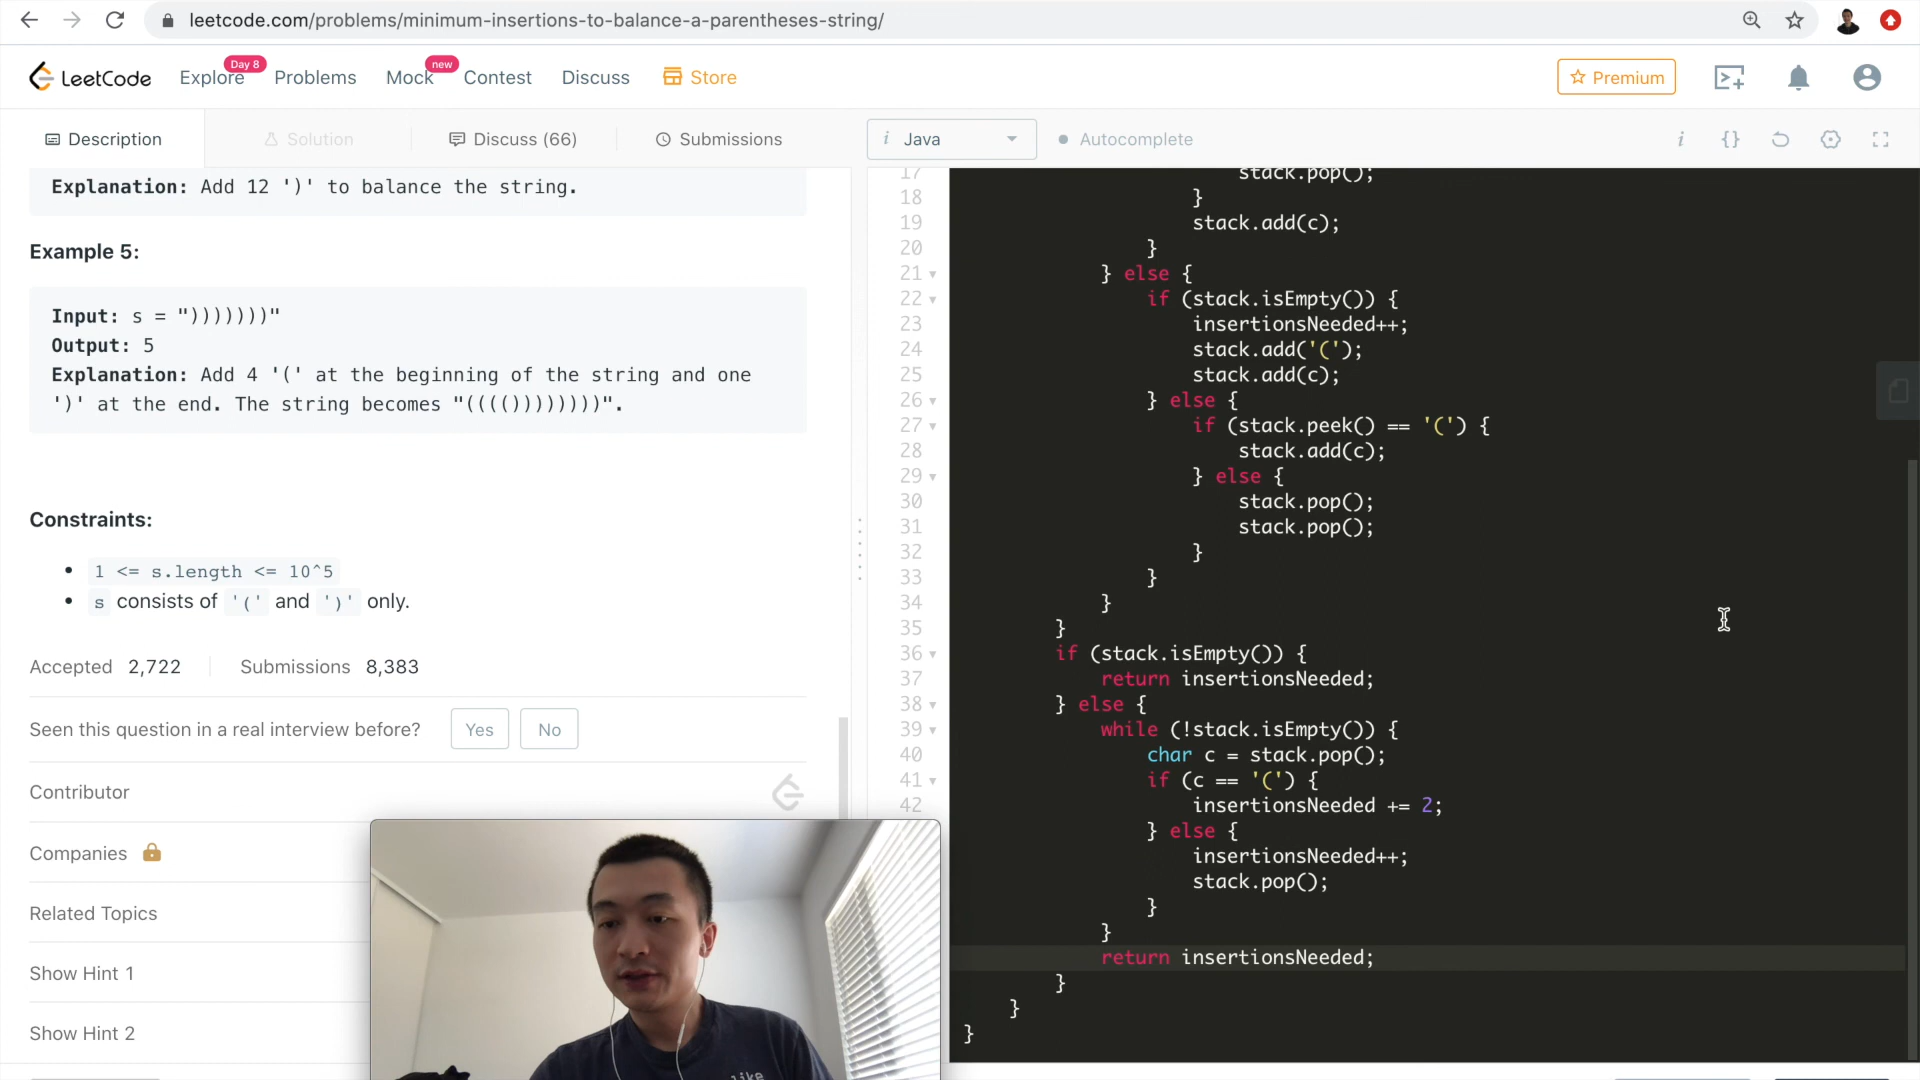 leetcode.com/problems/minimum-insertions-to-balance-a-parentheses-string/
LeetCode
Explore
Day 8
Problems
Mock
new
Contest
Discuss
Store
Premium
Description
Solution
Discuss (66)
Submissions
i Java
Autocomplete
Explanation: Add 12 ')' to balance the string.
Example 5:
Input: s = ")))))))"
Output: 5
Explanation: Add 4 '(' at the beginning of the string and one
')' at the end. The string becomes "(((())))))))".
Constraints:
1 <= s.length <= 10^5
s consists of '(' and ')' only.
Accepted 2,722 Submissions 8,383
Seen this question in a real interview before? Yes No
Contributor
Companies
Related Topics
Show Hint 1
Show Hint 2
17 stack.pop();
18 }
19 stack.add(c);
20 }
21 } else {
22 if (stack.isEmpty()) {
23 insertionsNeeded++;
24 stack.add('(');
25 stack.add(c);
26 } else {
27 if (stack.peek() == '(') {
28 stack.add(c);
29 } else {
30 stack.pop();
31 stack.pop();
32 }
33 }
34 }
35 }
36 if (stack.isEmpty()) {
37 return insertionsNeeded;
38 } else {
39 while (!stack.isEmpty()) {
40 char c = stack.pop();
41 if (c == '(') {
42 insertionsNeeded += 2;
} else {
insertionsNeeded++;
stack.pop();
}
}
return insertionsNeeded;
}
}
}
like